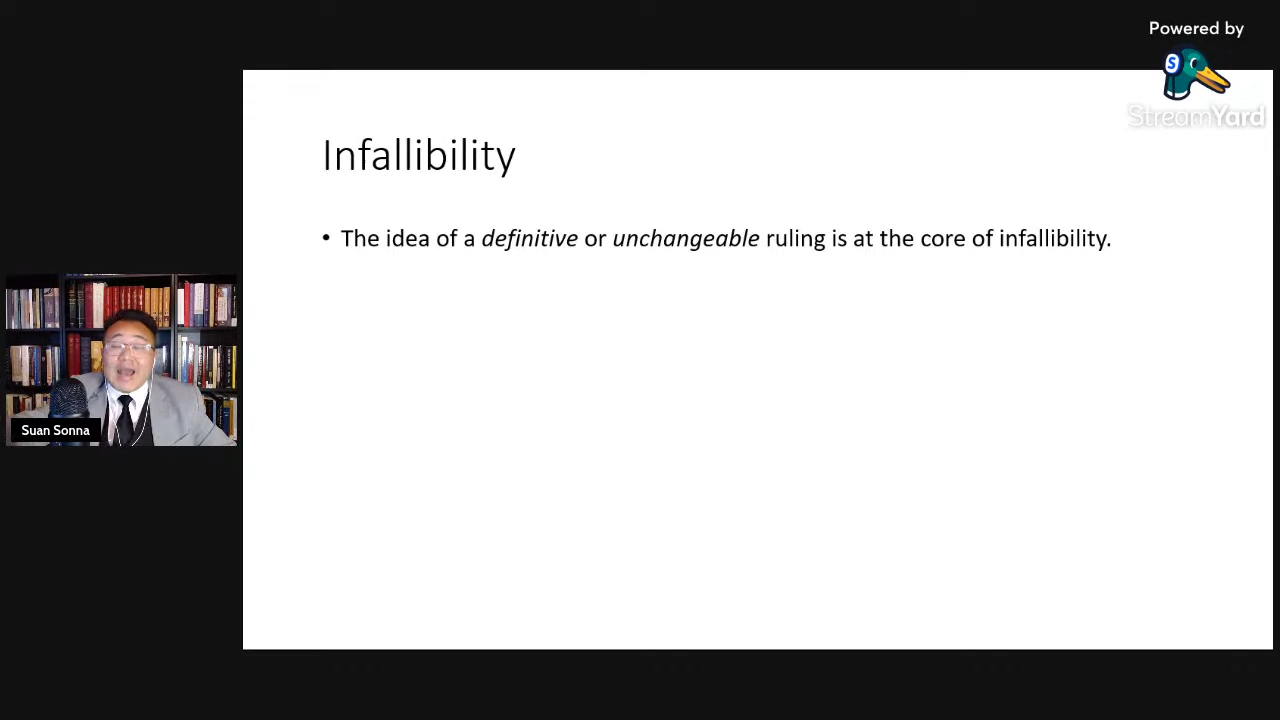 Powered by
StreamYard
Infallibility
• The idea of a definitive or unchangeable ruling is at the core of infallibility.
Suan Sonna